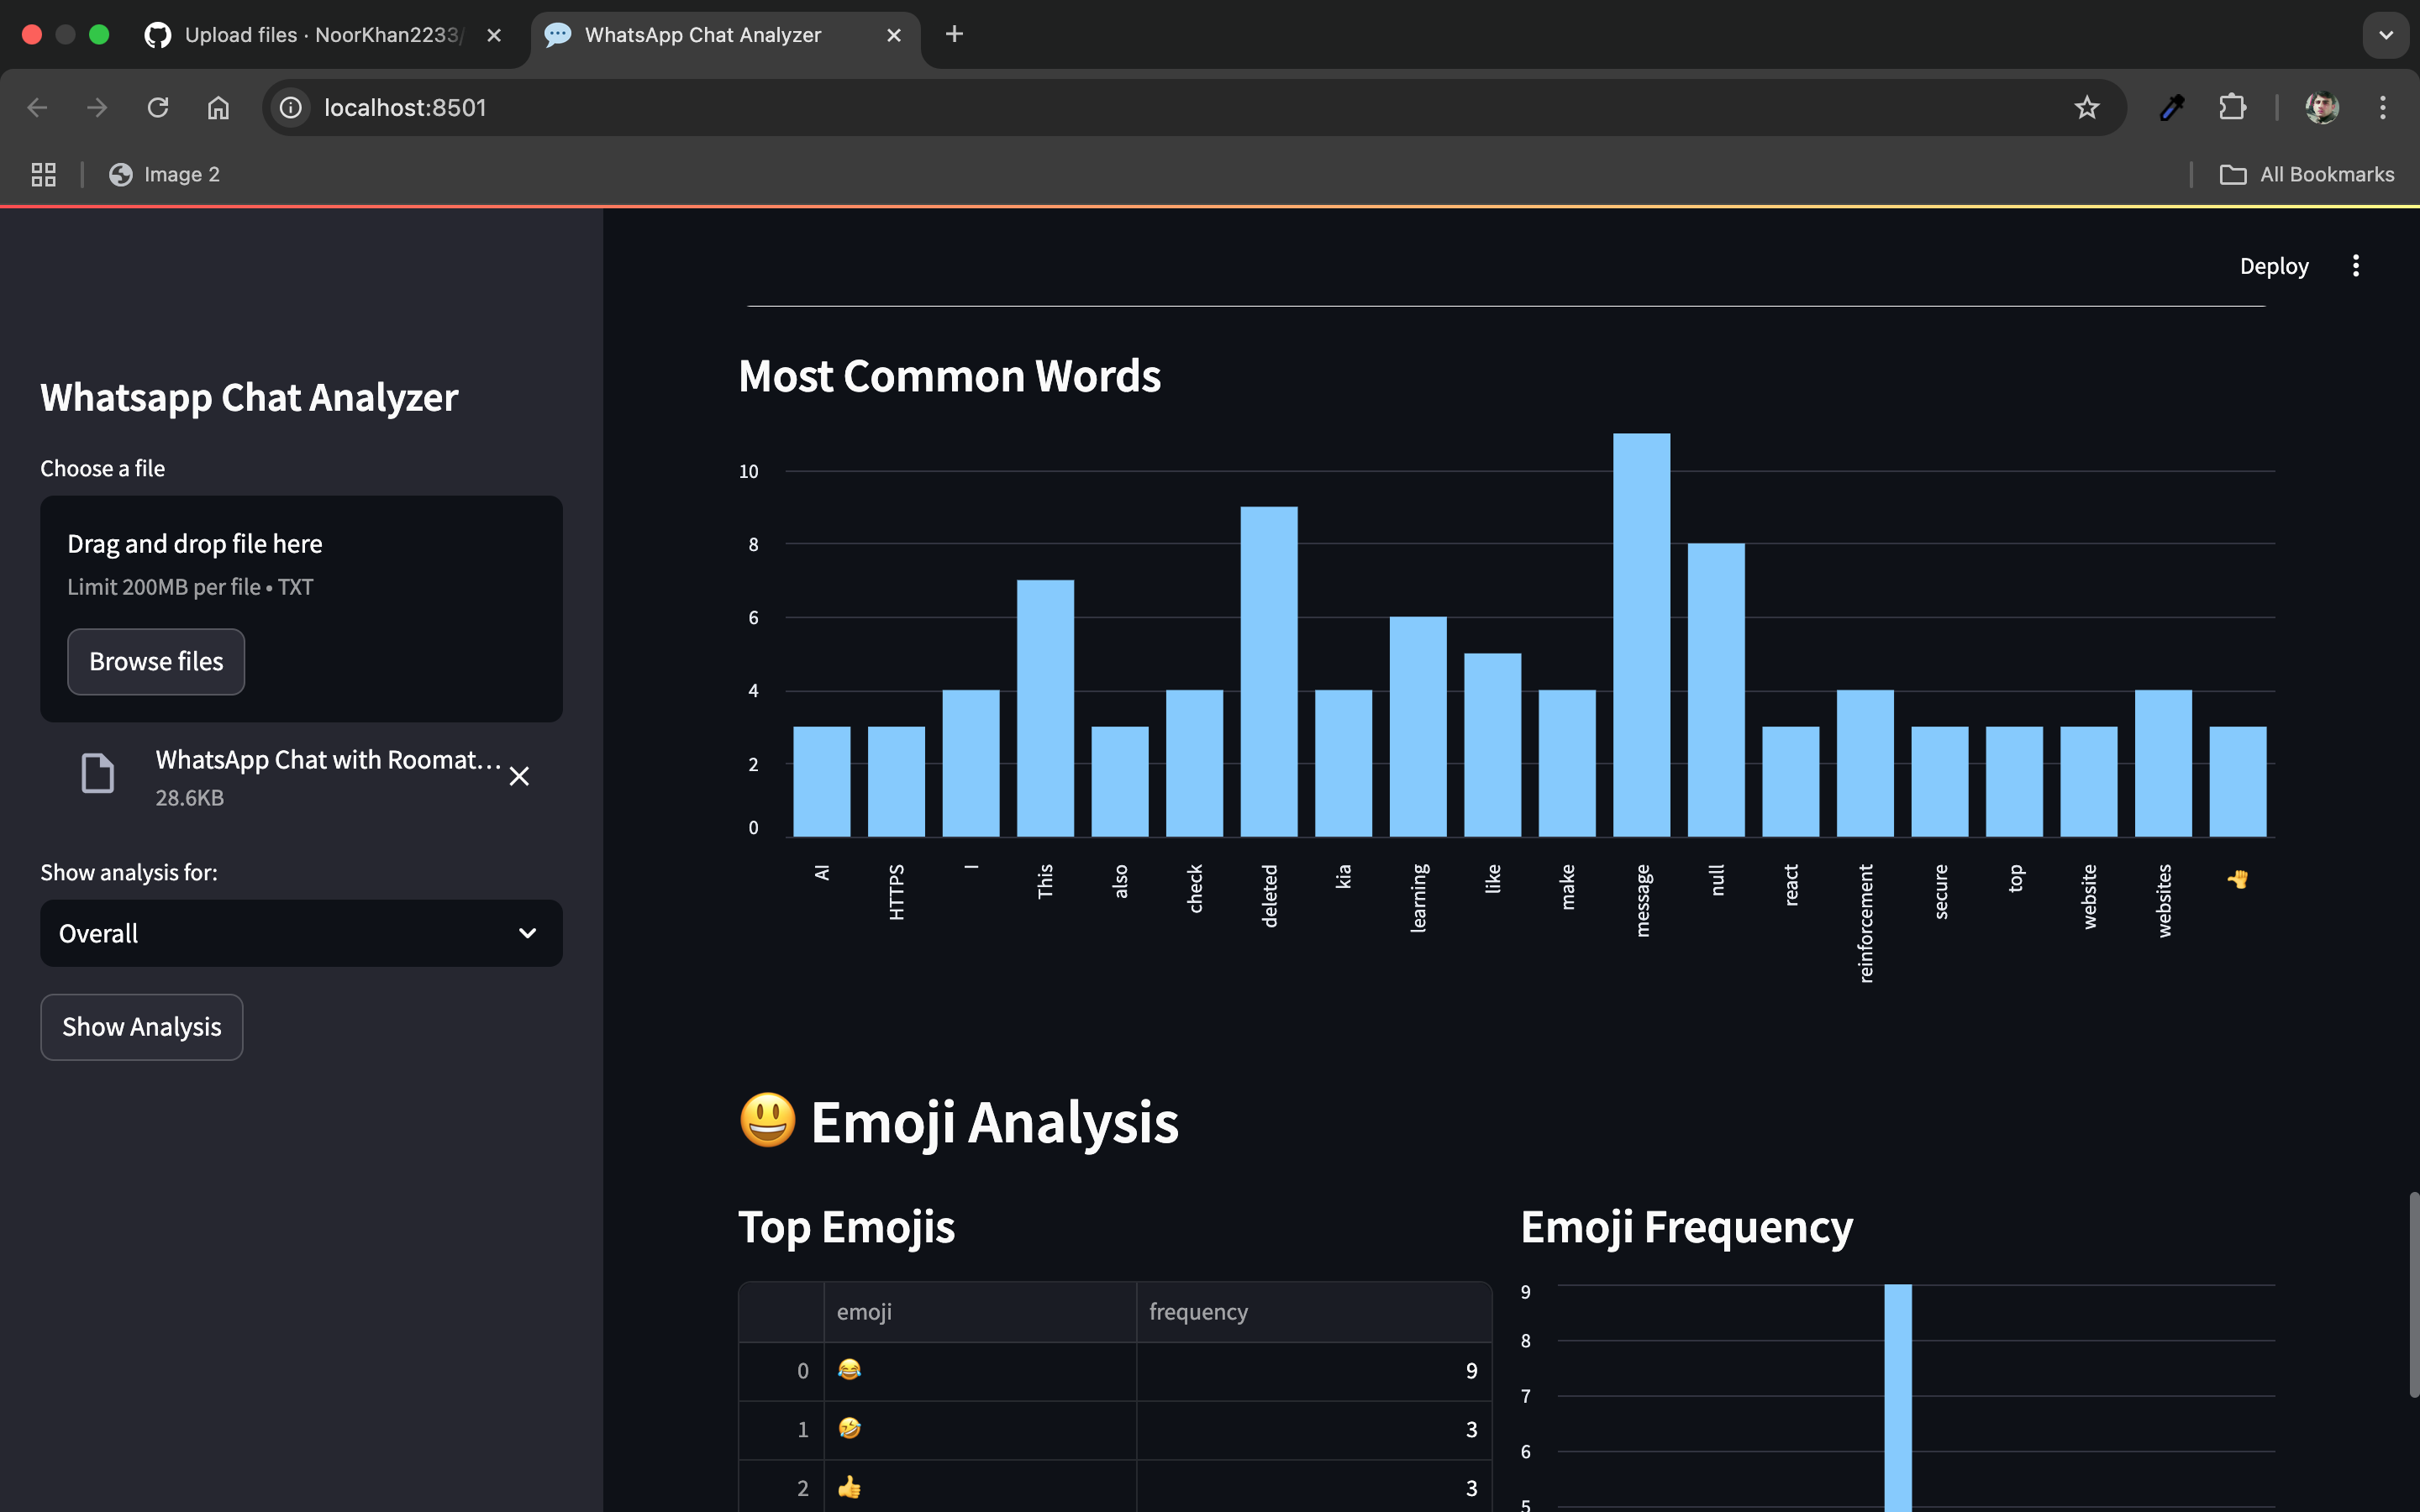 Upload files · NoorKhan2233/
WhatsApp Chat Analyzer
localhost:8501
Image 2
All Bookmarks
Deploy
Whatsapp Chat Analyzer
Choose a file
Drag and drop file here
Limit 200MB per file • TXT
Browse files
WhatsApp Chat with Roomat...
28.6KB
Show analysis for:
Overall
Show Analysis
Most Common Words
10
8
6
4
2
0
AI
HTTPS
I
This
also
check
deleted
kia
learning
like
make
message
null
react
reinforcement
secure
top
website
websites
👍
😃 Emoji Analysis
Top Emojis
emoji frequency
0 😂 9
1 🤣 3
2 👍 3
Emoji Frequency
9
8
7
6
5